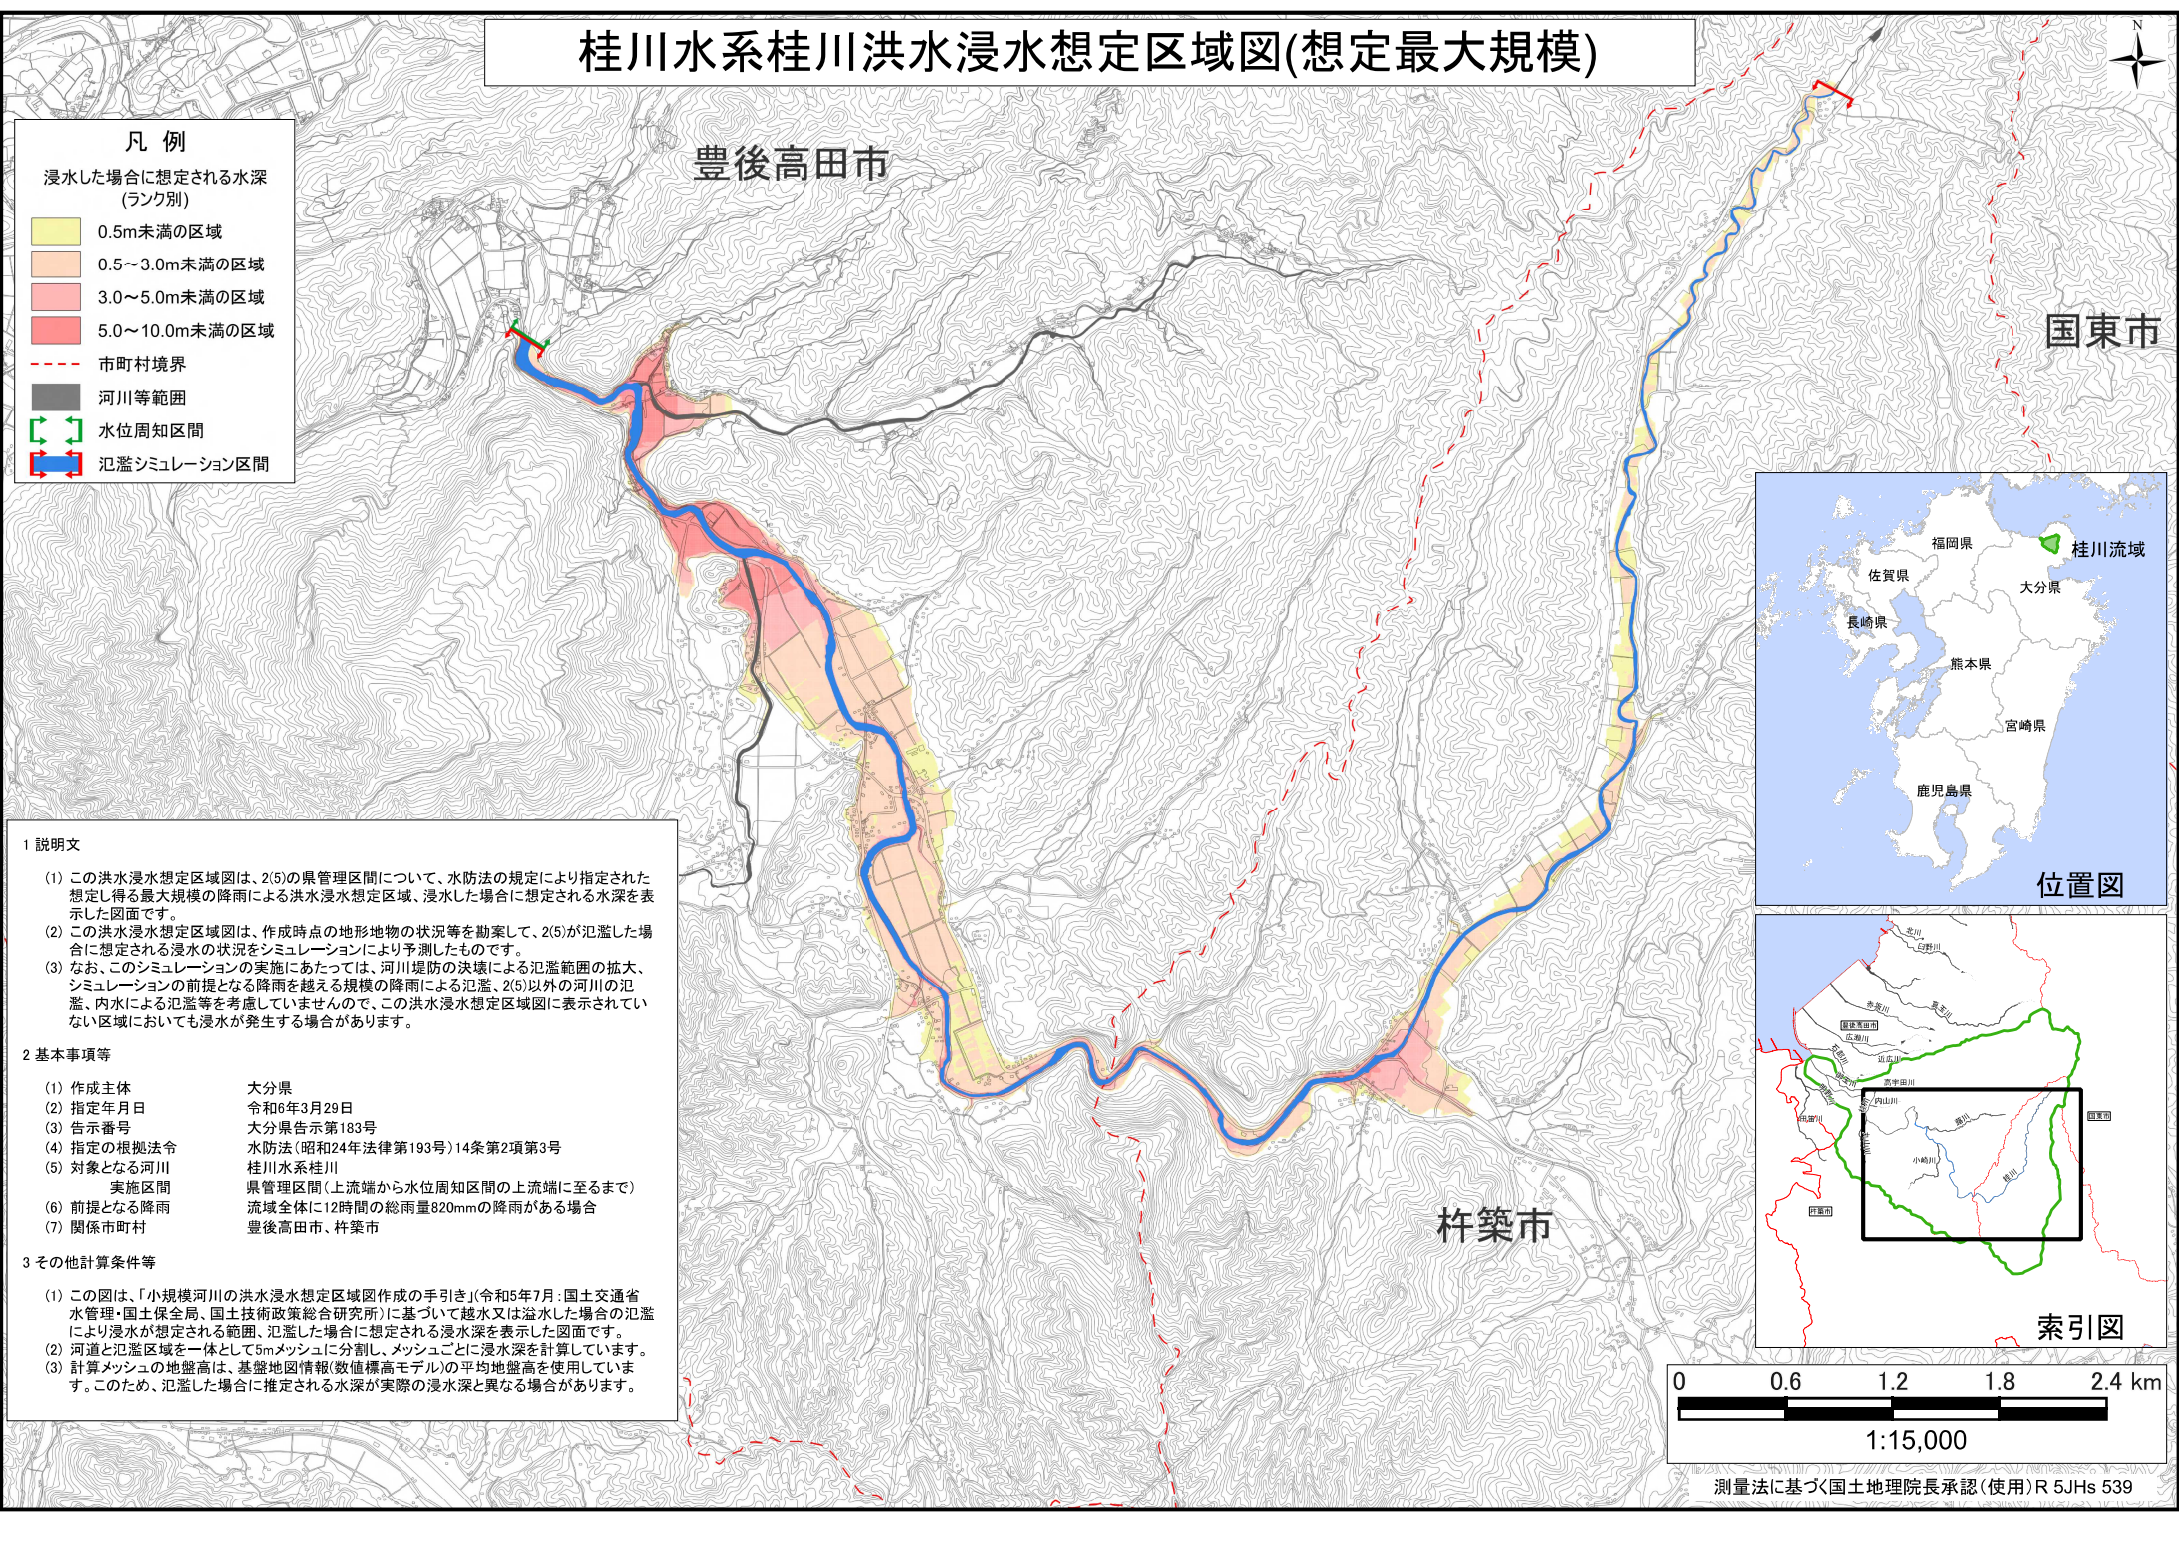 桂川水系桂川洪水浸水想定区域図(想定最大規模)
N
凡 例
浸水した場合に想定される水深
(ランク別)
0.5m未満の区域
0.5~3.0m未満の区域
3.0～5.0m未満の区域
5.0～10.0m未満の区域
市町村境界
河川等範囲
水位周知区間
氾濫シミュレーション区間
豊後高田市
国東市
杵築市
福岡県
桂川流域
佐賀県
大分県
長崎県
熊本県
宮崎県
鹿児島県
位置図
北川
臼野川
赤坂川
真玉川
豊後高田市
広瀬川
近広川
高宇田川
内山川
国東市
小崎川
桂川
杵築市
索引図
0 0.6 1.2 1.8 2.4 km
1:15,000
測量法に基づく国土地理院長承認(使用)R 5JHs 539
1 説明文
(1) この洪水浸水想定区域図は、2(5)の県管理区間について、水防法の規定により指定された
想定し得る最大規模の降雨による洪水浸水想定区域、浸水した場合に想定される水深を表
示した図面です。
(2) この洪水浸水想定区域図は、作成時点の地形地物の状況等を勘案して、2(5)が氾濫した場
合に想定される浸水の状況をシミュレーションにより予測したものです。
(3) なお、このシミュレーションの実施にあたっては、河川堤防の決壊による氾濫範囲の拡大、
シミュレーションの前提となる降雨を越える規模の降雨による氾濫、2(5)以外の河川の氾
濫、内水による氾濫等を考慮していませんので、この洪水浸水想定区域図に表示されてい
ない区域においても浸水が発生する場合があります。
2 基本事項等
(1) 作成主体 大分県
(2) 指定年月日 令和6年3月29日
(3) 告示番号 大分県告示第183号
(4) 指定の根拠法令 水防法(昭和24年法律第193号)14条第2項第3号
(5) 対象となる河川 桂川水系桂川
実施区間 県管理区間(上流端から水位周知区間の上流端に至るまで)
(6) 前提となる降雨 流域全体に12時間の総雨量820mmの降雨がある場合
(7) 関係市町村 豊後高田市、杵築市
3 その他計算条件等
(1) この図は、「小規模河川の洪水浸水想定区域図作成の手引き」(令和5年7月:国土交通省
水管理・国土保全局、国土技術政策総合研究所)に基づいて越水又は溢水した場合の氾濫
により浸水が想定される範囲、氾濫した場合に想定される浸水深を表示した図面です。
(2) 河道と氾濫区域を一体として5mメッシュに分割し、メッシュごとに浸水深を計算しています。
(3) 計算メッシュの地盤高は、基盤地図情報(数値標高モデル)の平均地盤高を使用していま
す。このため、氾濫した場合に推定される水深が実際の浸水深と異なる場合があります。